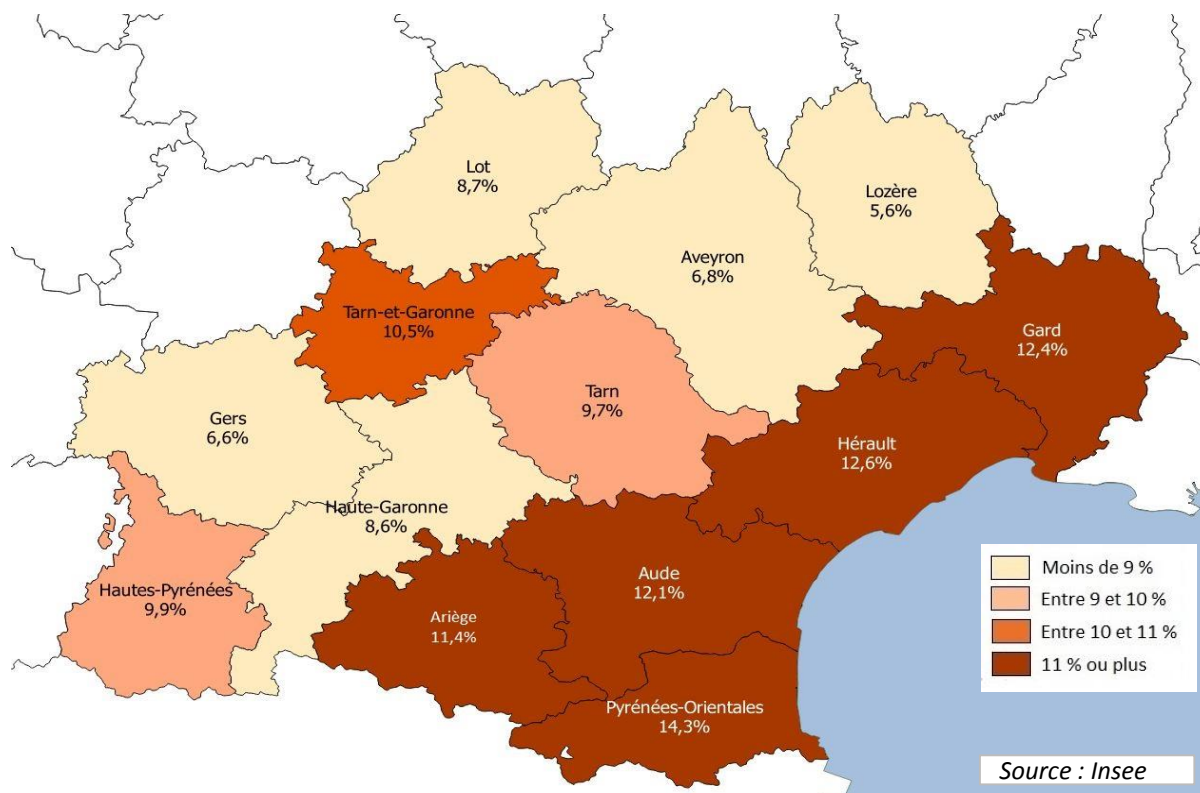 Lot
8,7%
Lozère
5,6%
Aveyron
6,8%
Tarn-et-Garonne
10,5%
Gard
12,4%
Tarn
9,7%
Gers
6,6%
Hérault
12,6%
Haute-Garonne
8,6%
Hautes-Pyrénées
9,9%
Aude
12,1%
Ariège
11,4%
Pyrénées-Orientales
14,3%
Moins de 9 %
Entre 9 et 10 %
Entre 10 et 11 %
11 % ou plus
Source : Insee